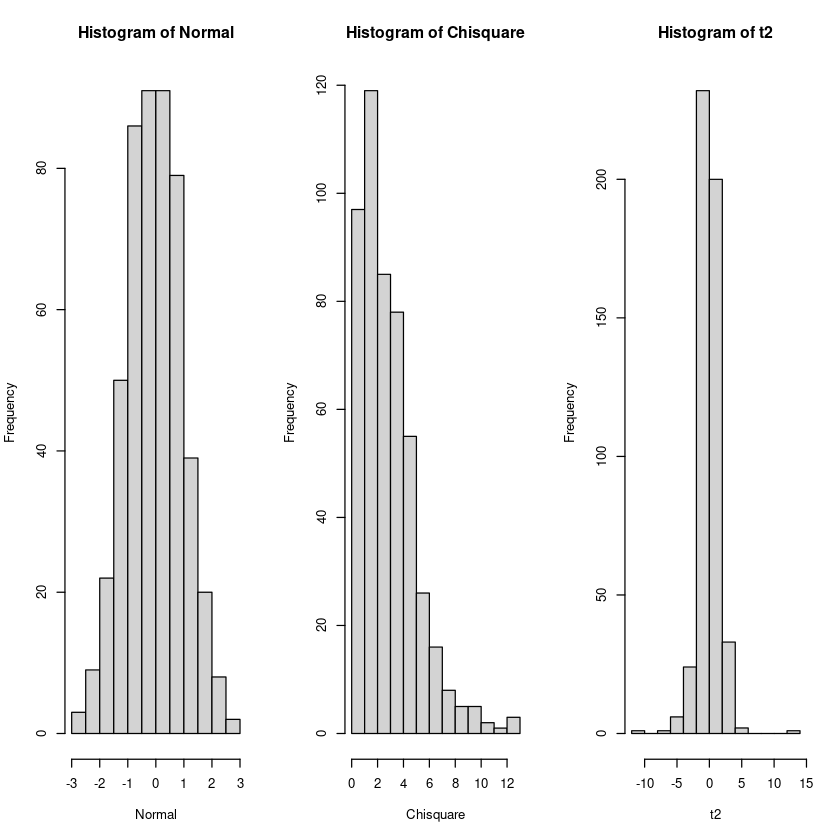 Histogram of Normal
Frequency
0
20
40
60
80
-3 -2 -1 0 1 2 3
Normal
Histogram of Chisquare
Frequency
0
20
40
60
80
100
120
0 2 4 6 8 10 12
Chisquare
Histogram of t2
Frequency
0
50
100
150
200
-10 -5 0 5 10 15
t2